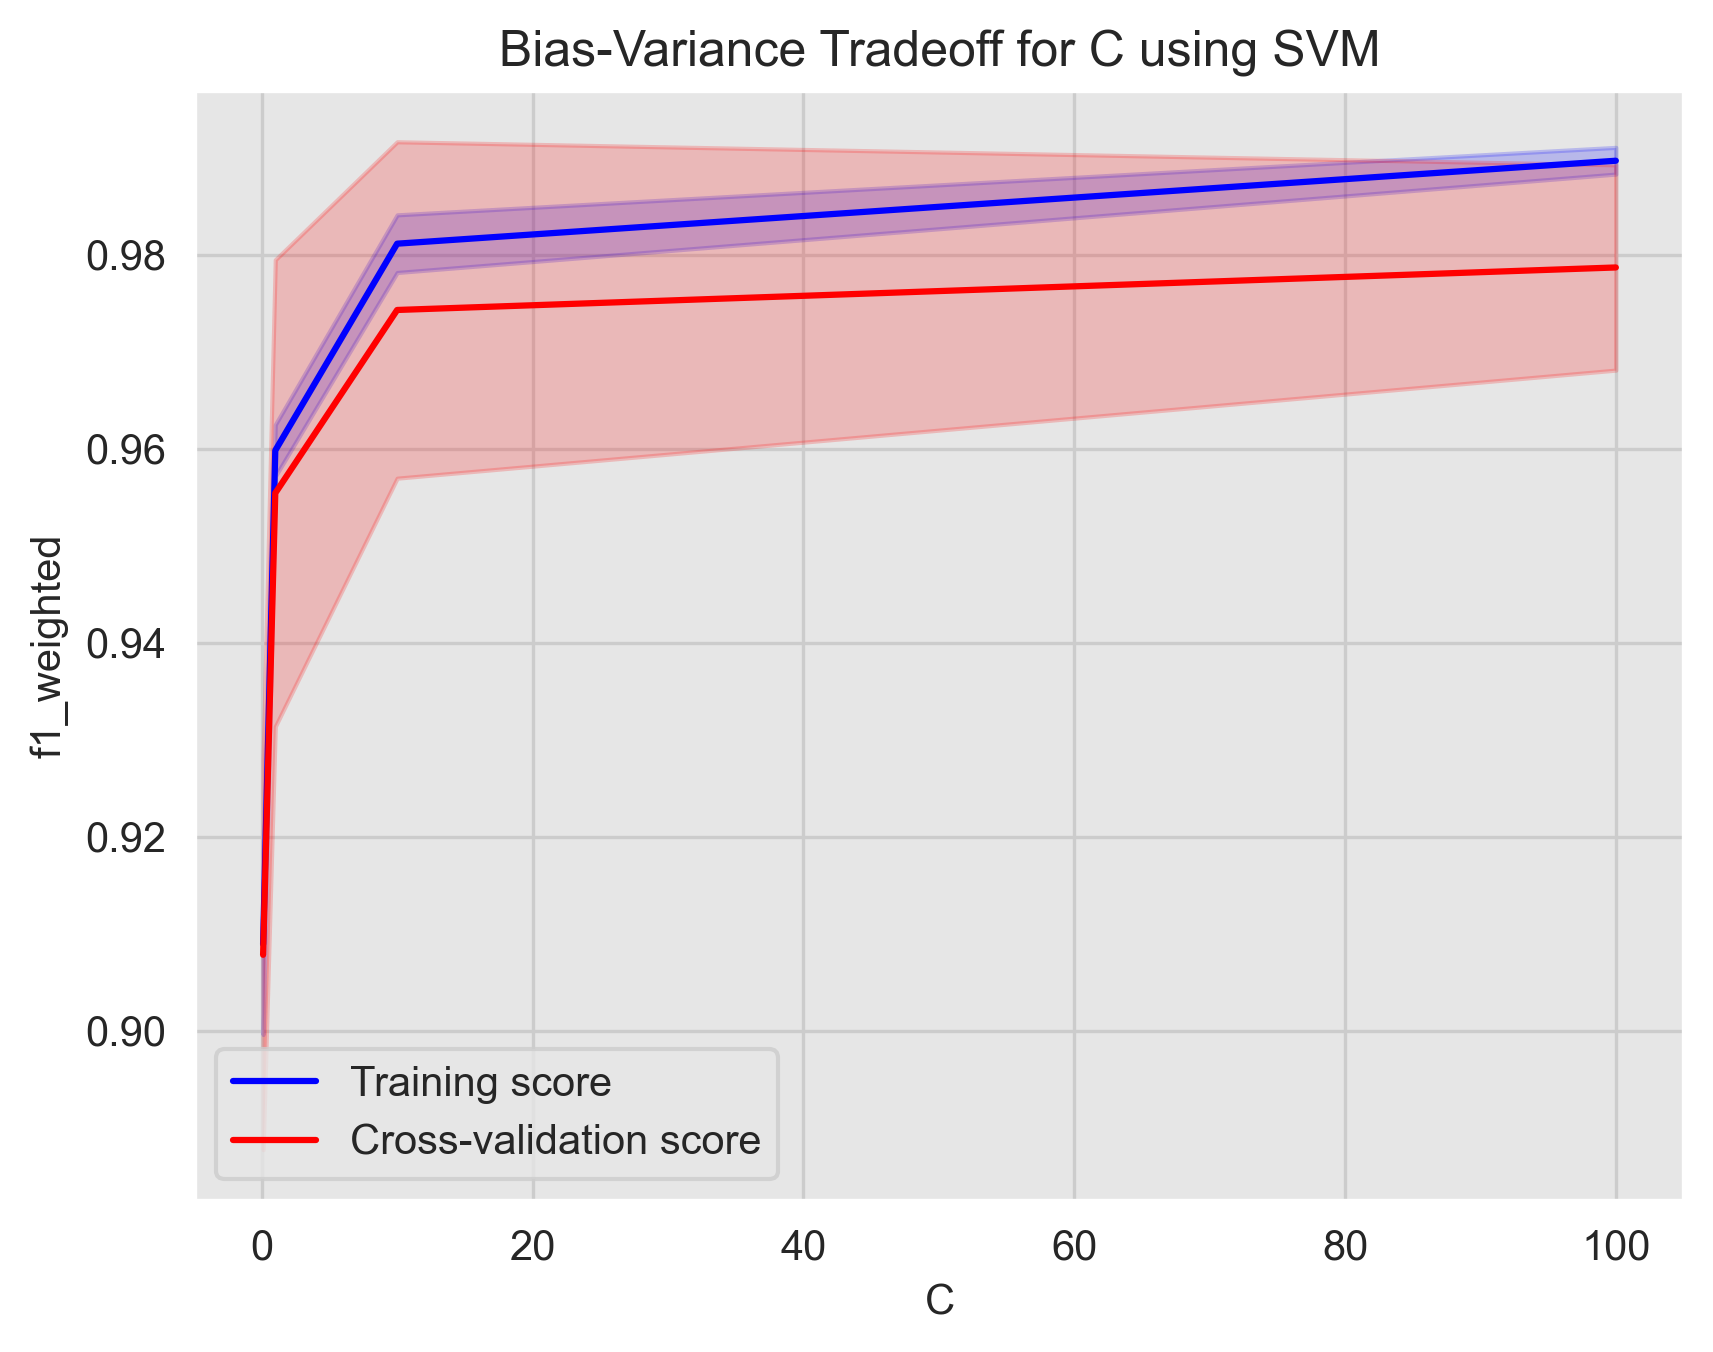 Bias-Variance Tradeoff for C using SVM
f1_weighted
0.98
0.96
0.94
0.92
0.90
Training score
Cross-validation score
0 20 40 60 80 100
C